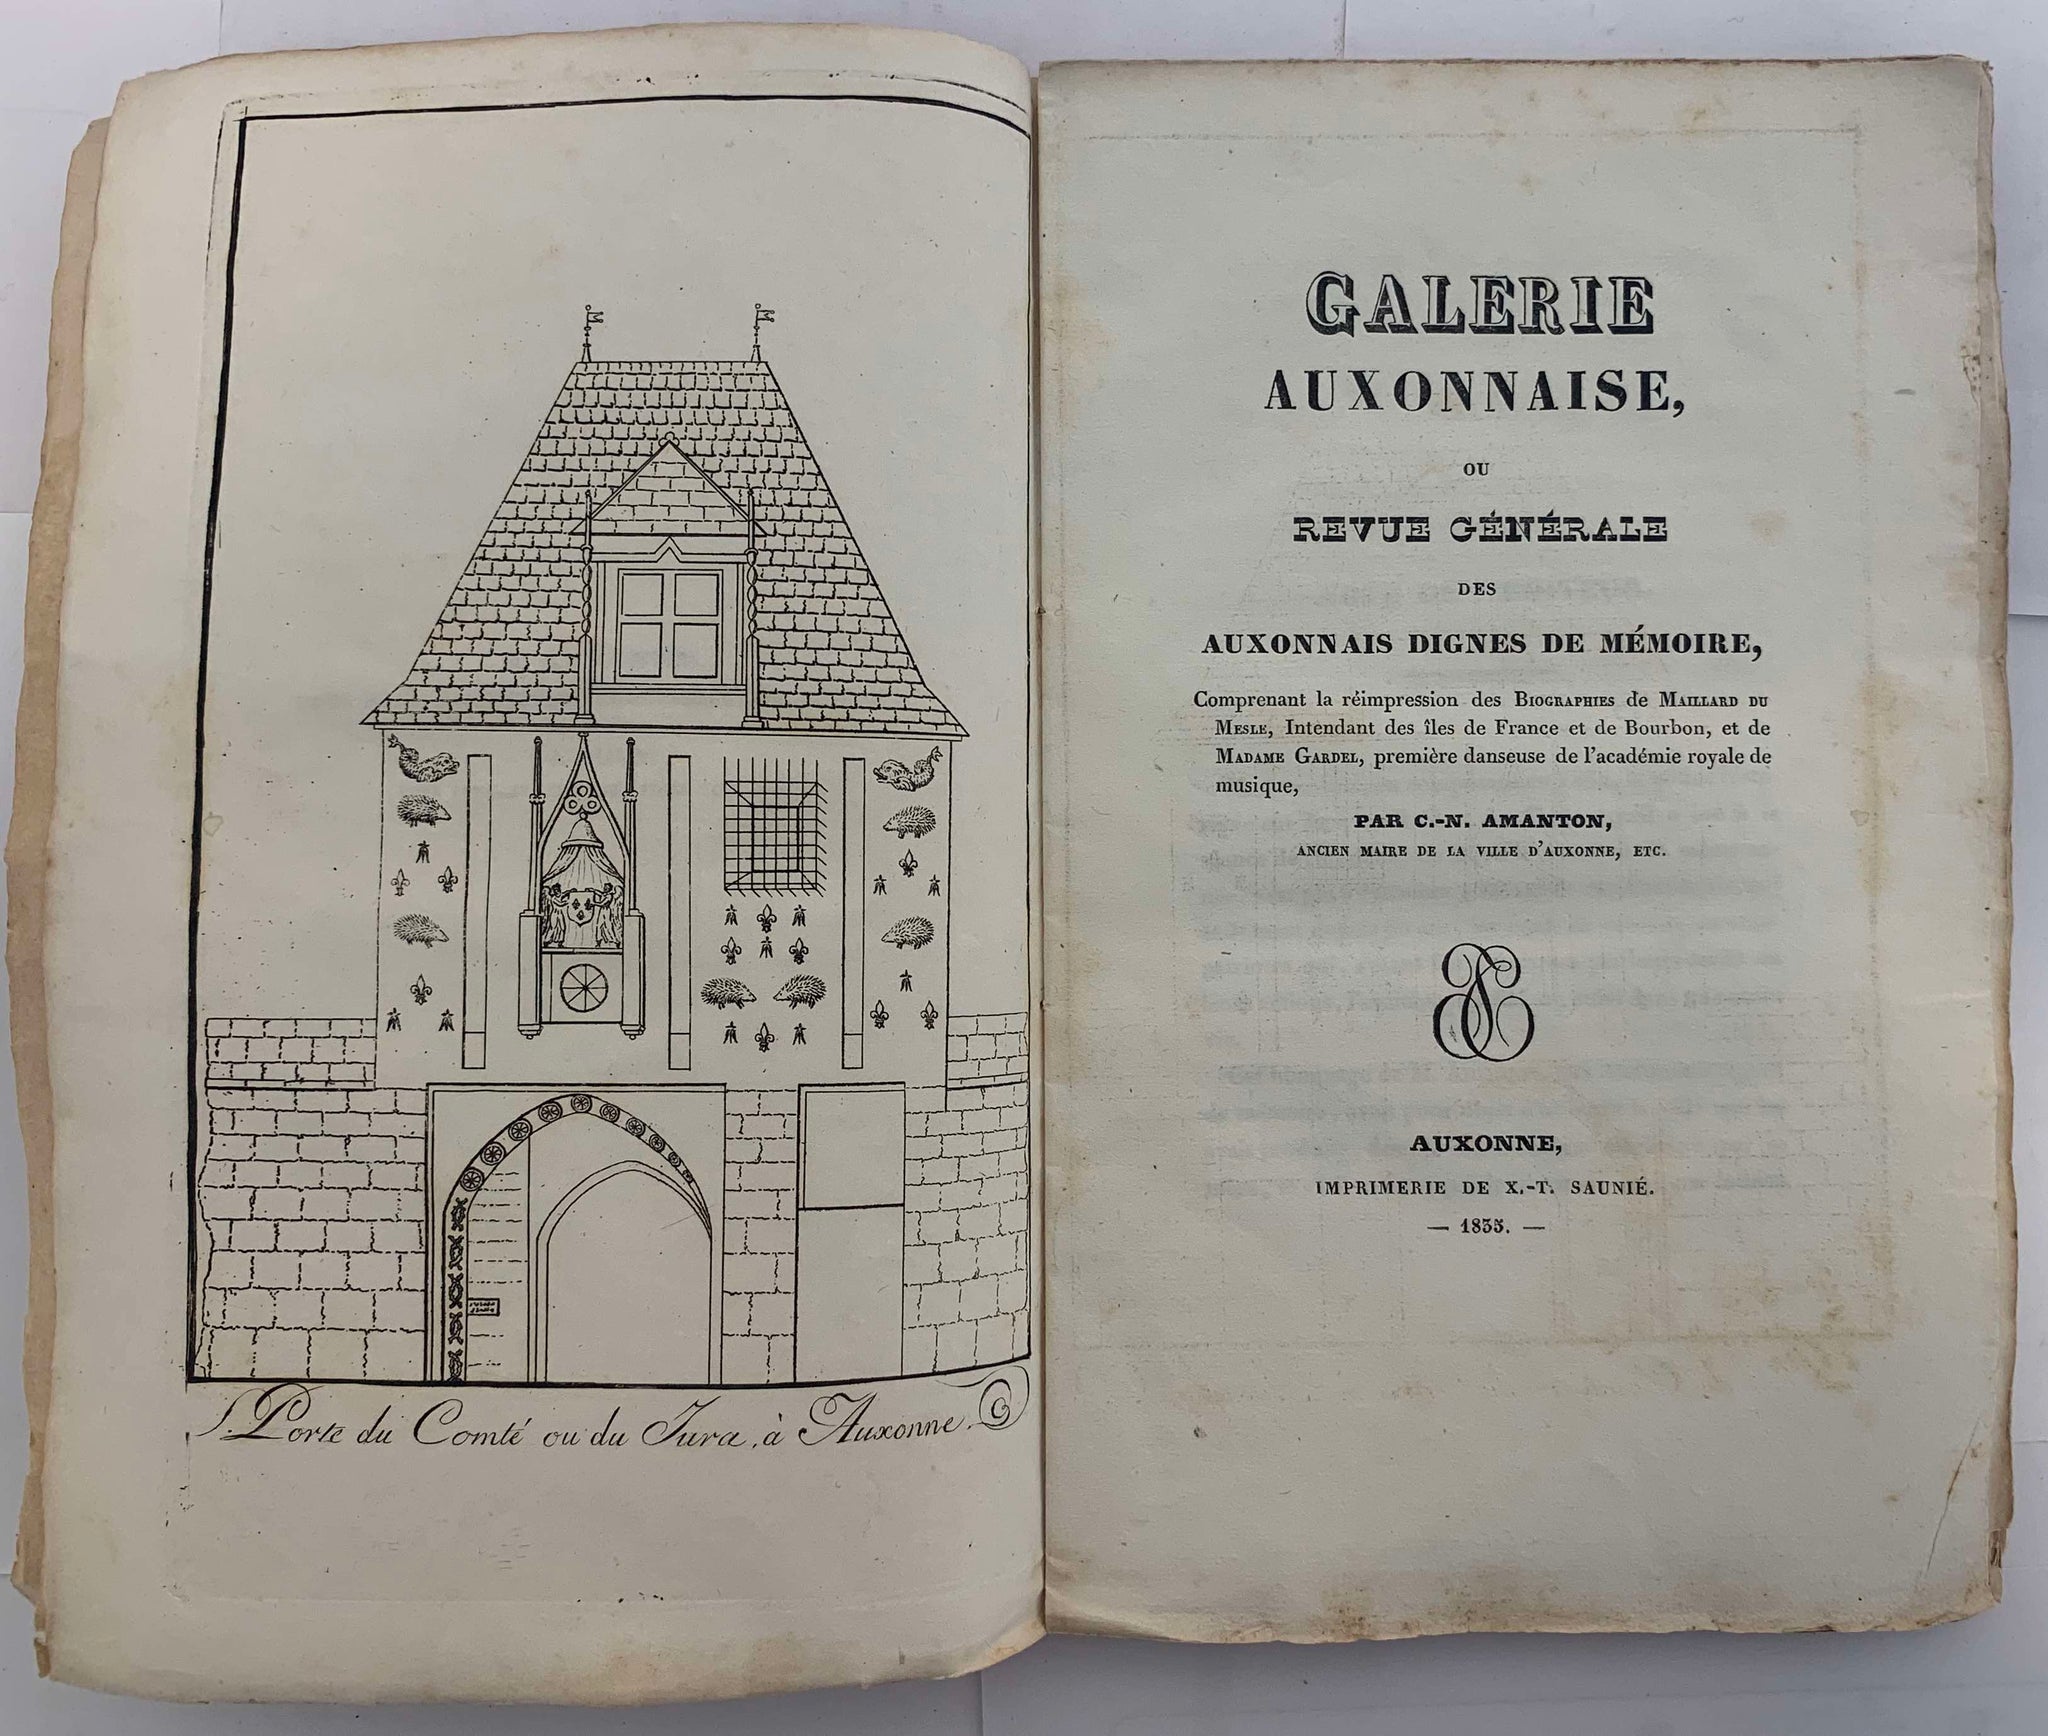 Porte du Comté ou du Jura, à Auxonne.
GALERIE
AUXONNAISE,
OU
REVUE GÉNÉRALE
DES
AUXONNAIS DIGNES DE MÉMOIRE,
Comprenant la réimpression des BIOGRAPHIES de MAILLARD DU
MESLE, Intendant des îles de France et de Bourbon, et de
MADAME GARDEL, première danseuse de l'académie royale de
musique,
PAR C.-N. AMANTON,
ANCIEN MAIRE DE LA VILLE D'AUXONNE, ETC.
AUXONNE,
IMPRIMERIE DE X.-T. SAUNIÉ.
— 1835. —